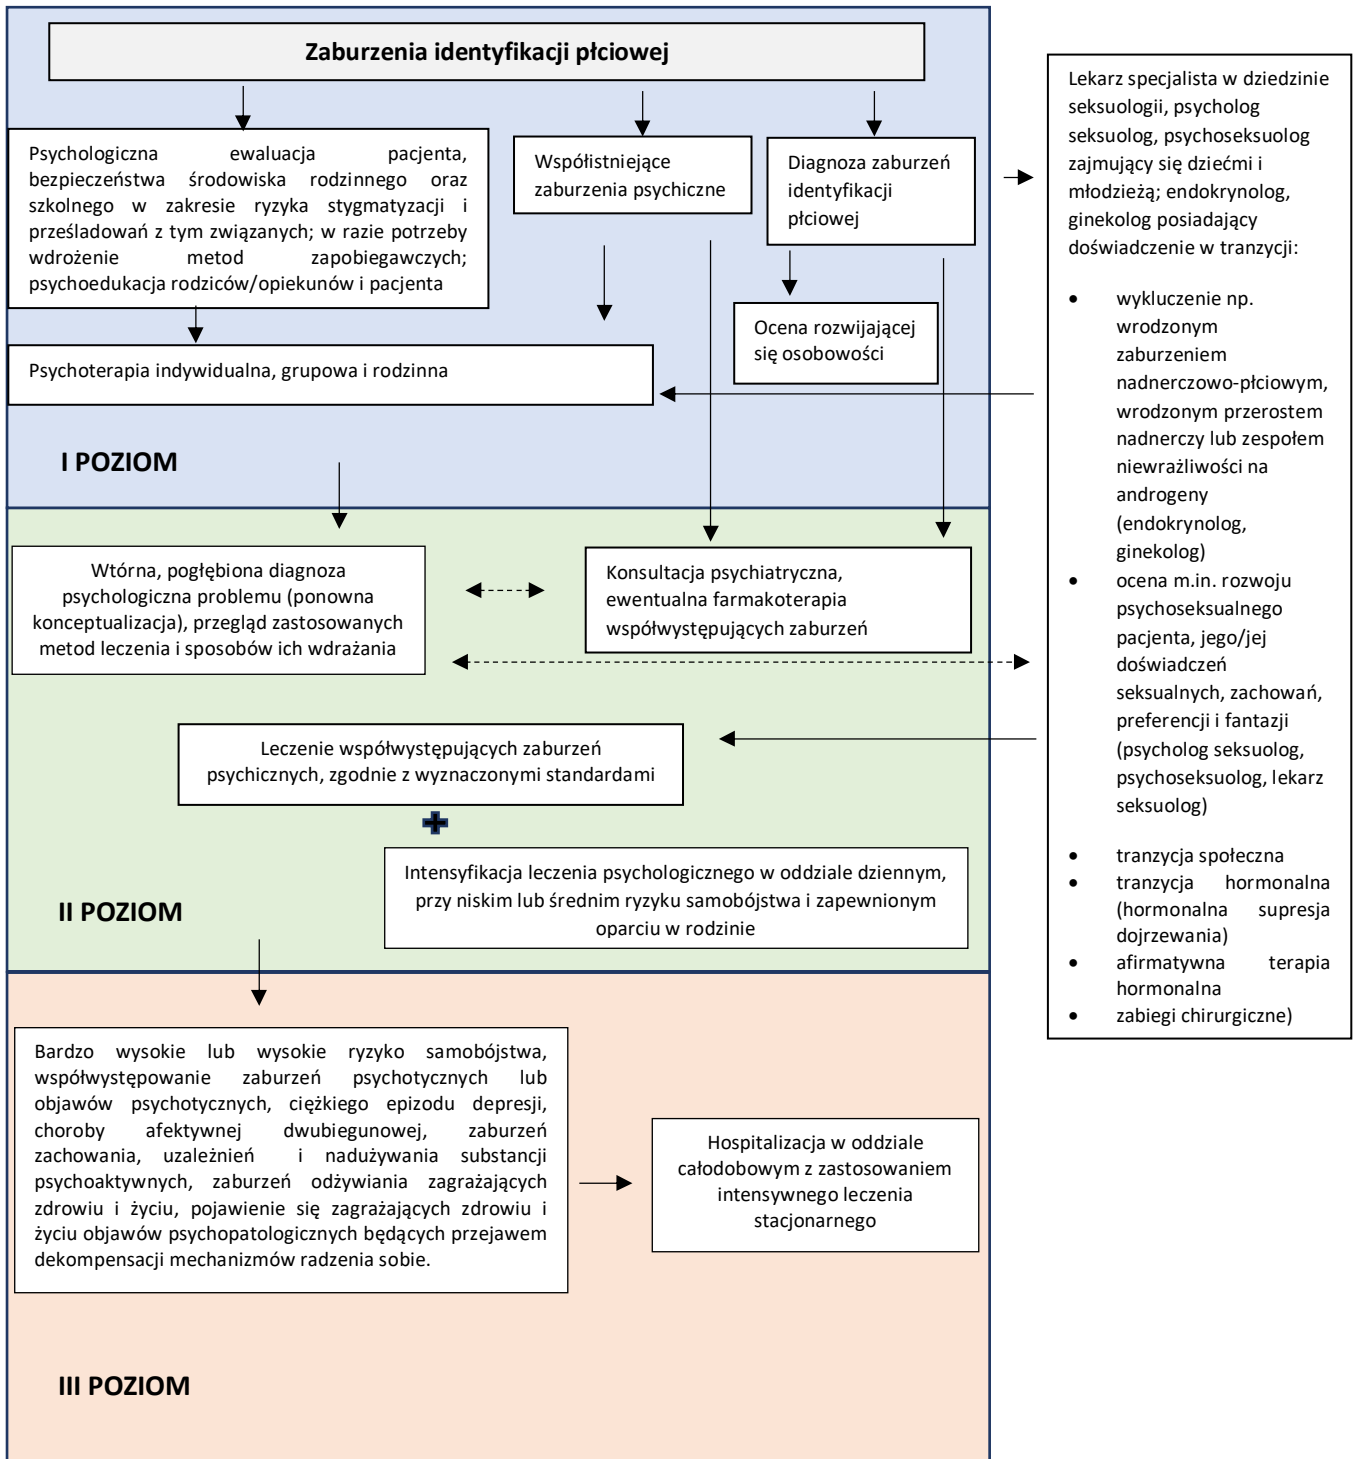 Zaburzenia identyfikacji płciowej
Psychologiczna ewaluacja pacjenta,
bezpieczeństwa środowiska rodzinnego oraz
szkolnego w zakresie ryzyka stygmatyzacji i
prześladowań z tym związanych; w razie potrzeby
wdrożenie metod zapobiegawczych;
psychoedukacja rodziców/opiekunów i pacjenta
Współistniejące
zaburzenia psychiczne
Diagnoza zaburzeń
identyfikacji
płciowej
Ocena rozwijającej
się osobowości
Psychoterapia indywidualna, grupowa i rodzinna
I POZIOM
Wtórna, pogłębiona diagnoza
psychologiczna problemu (ponowna
konceptualizacja), przegląd zastosowanych
metod leczenia i sposobów ich wdrażania
Konsultacja psychiatryczna,
ewentualna farmakoterapia
współwystępujących zaburzeń
Leczenie współwystępujących zaburzeń
psychicznych, zgodnie z wyznaczonymi standardami
Intensyfikacja leczenia psychologicznego w oddziale dziennym,
przy niskim lub średnim ryzyku samobójstwa i zapewnionym
oparciu w rodzinie
II POZIOM
Bardzo wysokie lub wysokie ryzyko samobójstwa,
współwystępowanie zaburzeń psychotycznych lub
objawów psychotycznych, ciężkiego epizodu depresji,
choroby afektywnej dwubiegunowej, zaburzeń
zachowania, uzależnień i nadużywania substancji
psychoaktywnych, zaburzeń odżywiania zagrażających
zdrowiu i życiu, pojawienie się zagrażających zdrowiu i
życiu objawów psychopatologicznych będących przejawem
dekompensacji mechanizmów radzenia sobie.
Hospitalizacja w oddziale
całodobowym z zastosowaniem
intensywnego leczenia
stacjonarnego
III POZIOM
Lekarz specjalista w dziedzinie
seksuologii, psycholog
seksuolog, psychoseksuolog
zajmujący się dziećmi i
młodzieżą; endokrynolog,
ginekolog posiadający
doświadczenie w tranzycji:
• wykluczenie np.
wrodzonym
zaburzeniem
nadnerczowo-płciowym,
wrodzonym przerostem
nadnerczy lub zespołem
niewrażliwości na
androgeny
(endokrynolog,
ginekolog)
• ocena m.in. rozwoju
psychoseksualnego
pacjenta, jego/jej
doświadczeń
seksualnych, zachowań,
preferencji i fantazji
(psycholog seksuolog,
psychoseksuolog, lekarz
seksuolog)
• tranzycja społeczna
• tranzycja hormonalna
(hormonalna supresja
dojrzewania)
• afirmatywna terapia
hormonalna
• zabiegi chirurgiczne)